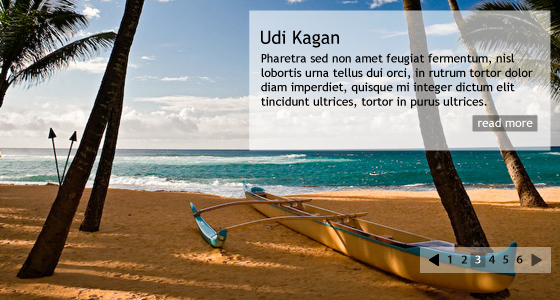 Udi Kagan
Pharetra sed non amet feugiat fermentum, nisl
lobortis urna tellus dui orci, in rutrum tortor dolor
diam imperdiet, quisque mi integer dictum elit
tincidunt ultrices, tortor in purus ultrices.
read more
1 2 3 4 5 6